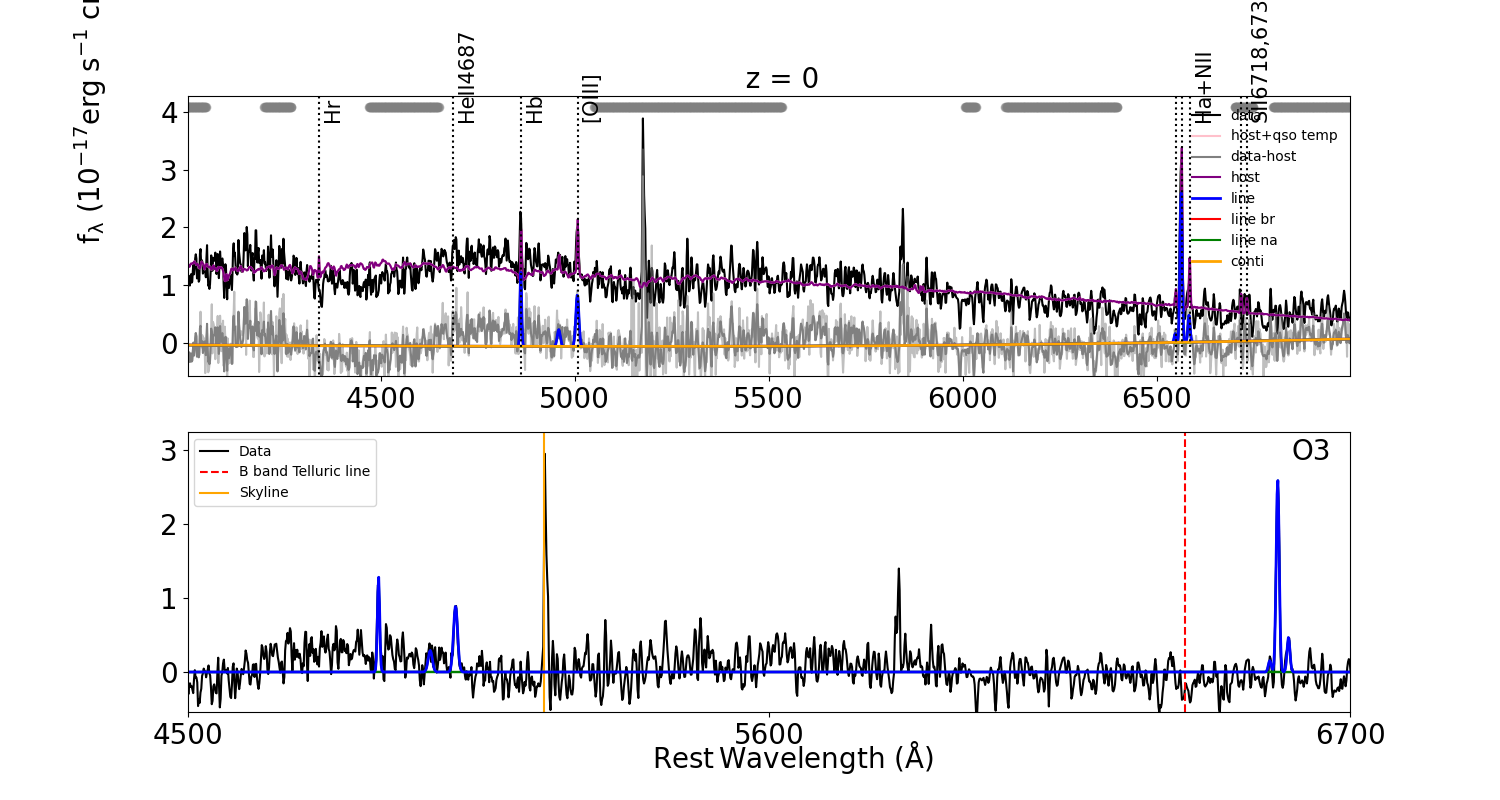 z = 0
f_λ (10^−17 erg s^−1
Hr
HeII4687
Hb
[OIII]
Ha+NII
SII6718,673
data
host+qso temp
data-host
host
line
line br
line na
conti
4
3
2
1
0
4500 5000 5500 6000 6500
Data
B band Telluric line
Skyline
O3
3
2
1
0
4500 5600 6700
Rest Wavelength (Å)